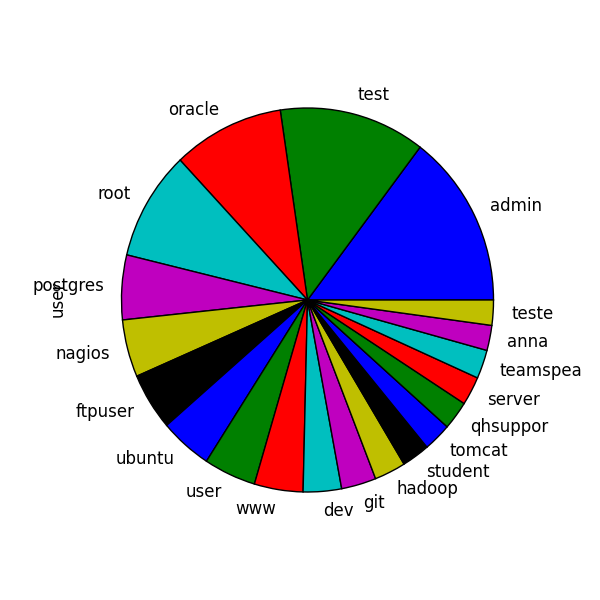 test
oracle
admin
root
postgres
user
teste
anna
nagios
teamspea
server
ftpuser
qhsuppor
tomcat
ubuntu
student
hadoop
user
git
www
dev